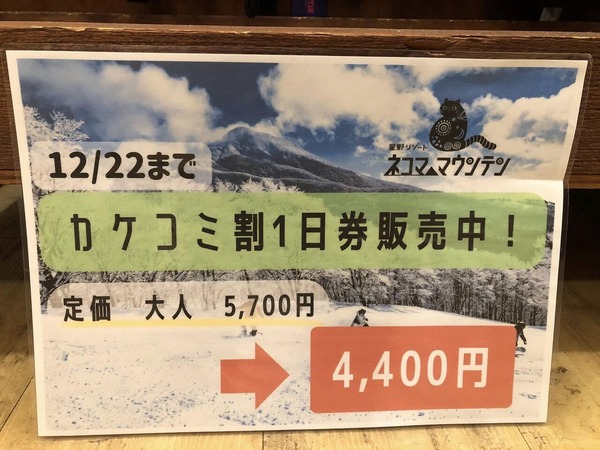 星野リゾート
ネコママウンテン
12/22まで
カケコミ割1日券販売中！
定価 大人 5,700円
4,400円